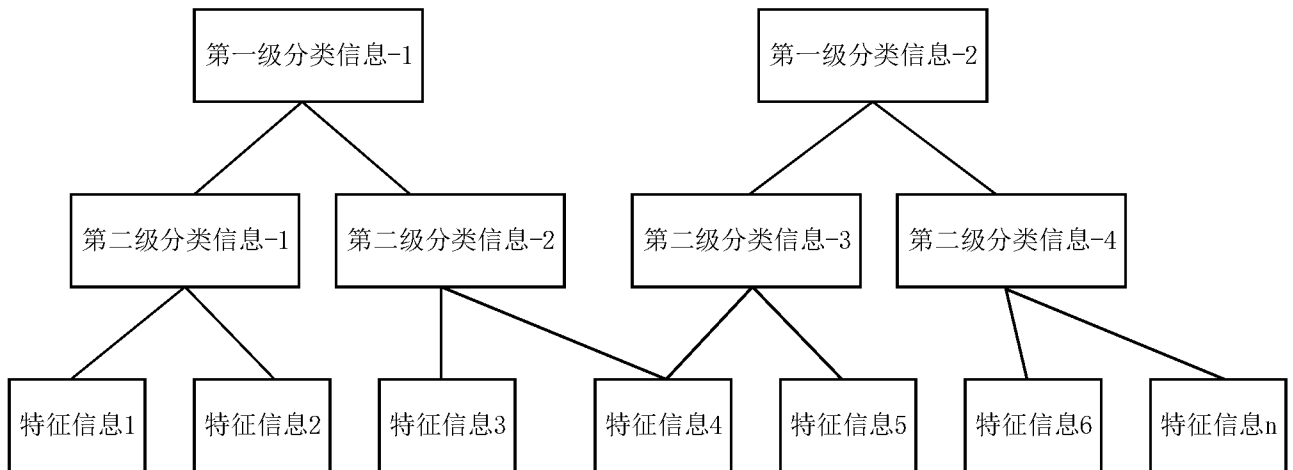 第一级分类信息-1
第一级分类信息-2
第二级分类信息-1
第二级分类信息-2
第二级分类信息-3
第二级分类信息-4
特征信息1
特征信息2
特征信息3
特征信息4
特征信息5
特征信息6
特征信息n